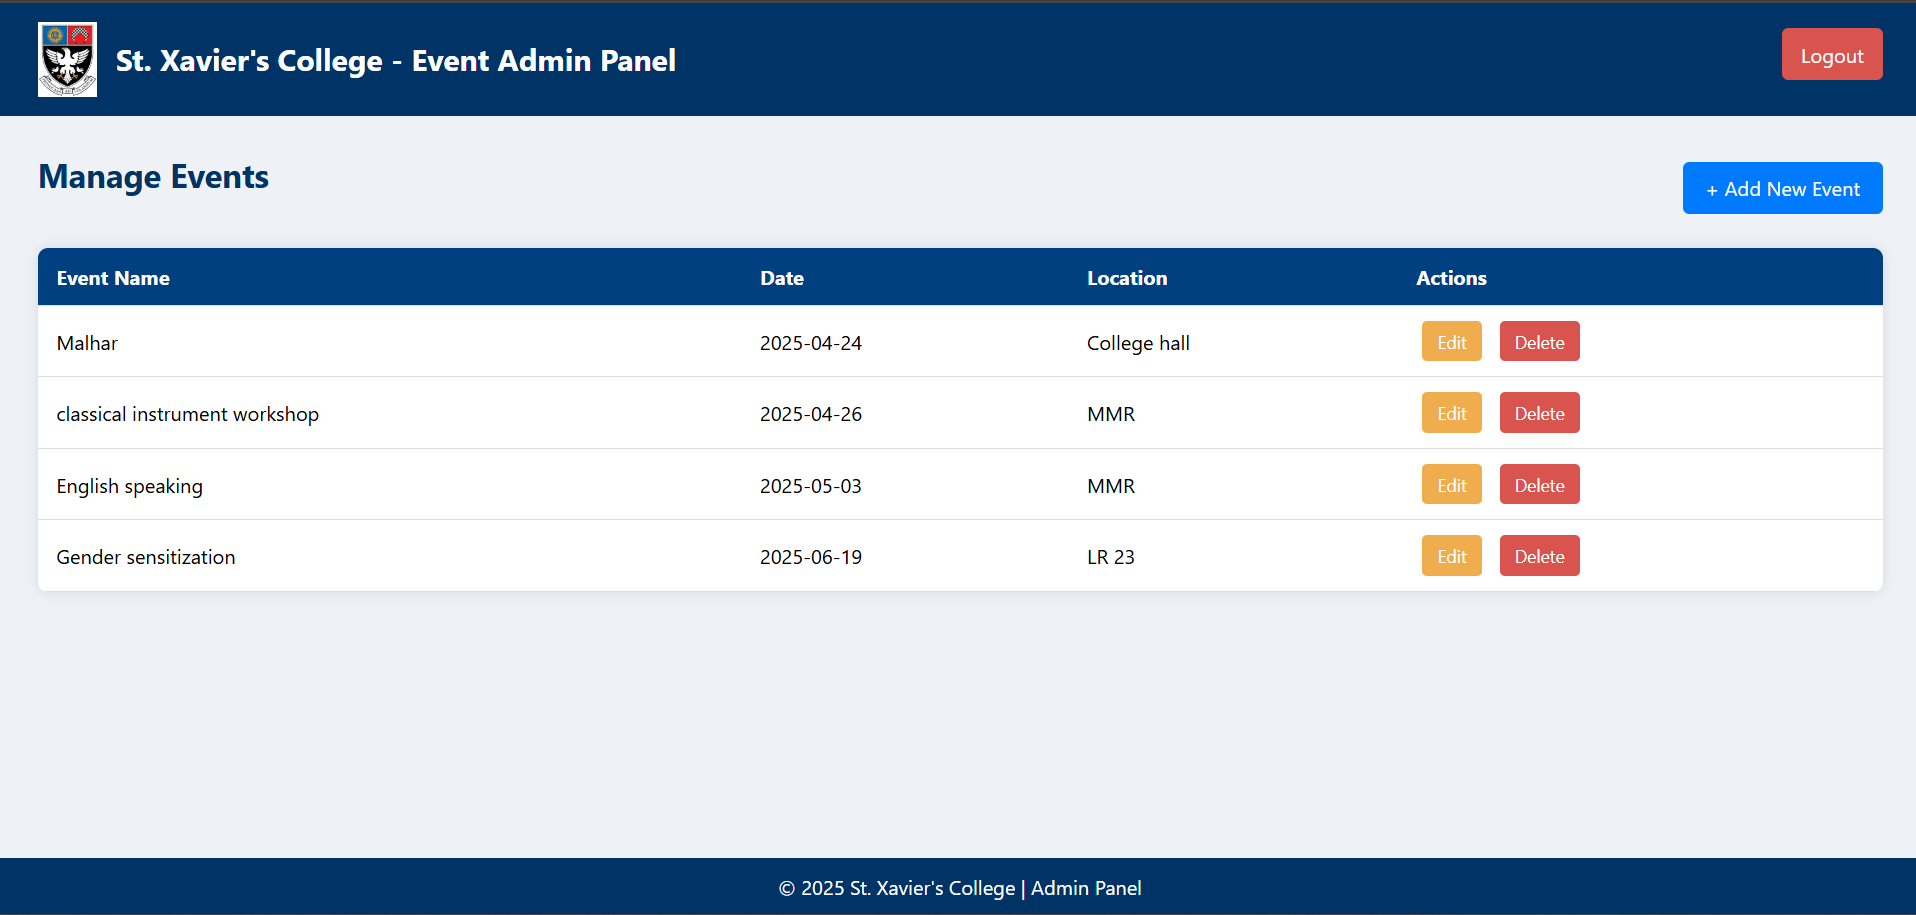 St. Xavier's College - Event Admin Panel
Logout
Manage Events
+ Add New Event
Event Name Date Location Actions
Malhar 2025-04-24 College hall Edit Delete
classical instrument workshop 2025-04-26 MMR Edit Delete
English speaking 2025-05-03 MMR Edit Delete
Gender sensitization 2025-06-19 LR 23 Edit Delete
© 2025 St. Xavier's College | Admin Panel